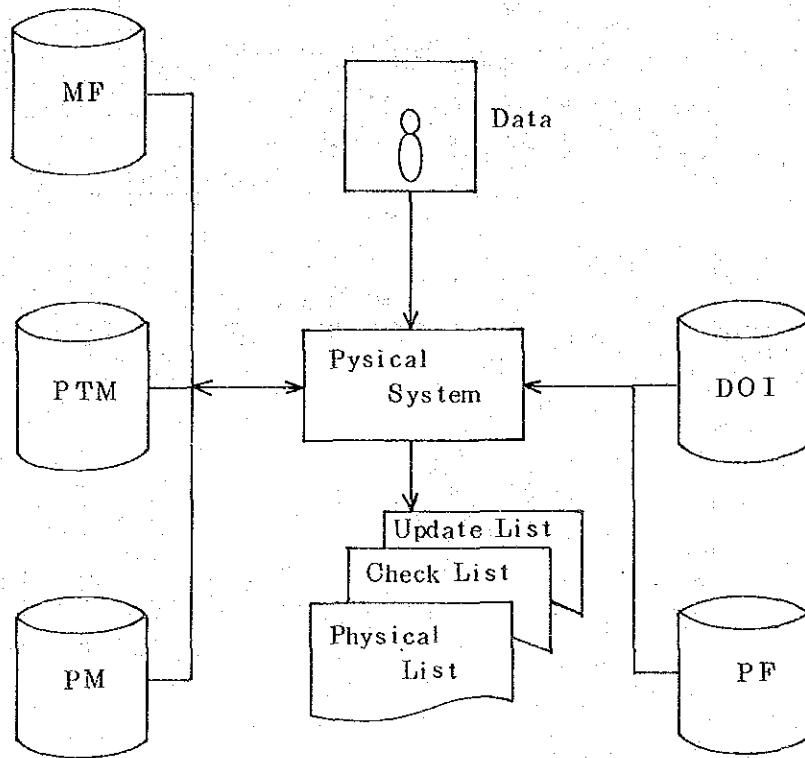 MF
Data
PTM
Pysical
System
DOI
Update List
Check List
Physical
List
PM
PF